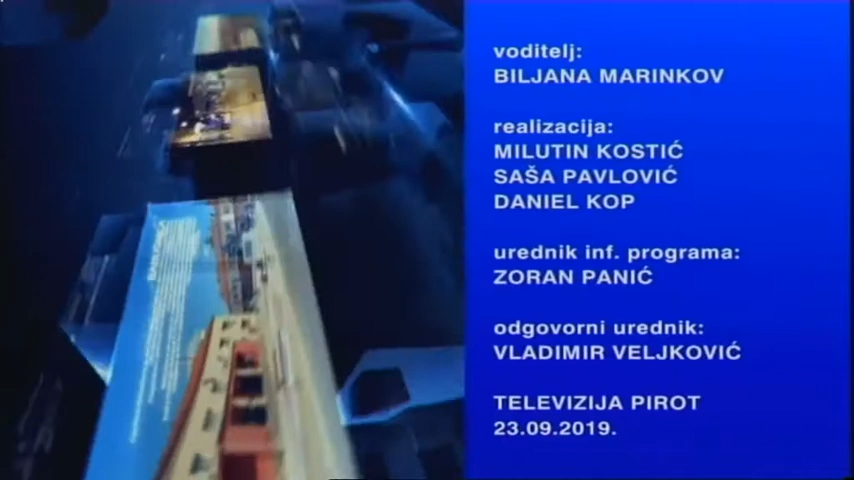 voditelj:
BILJANA MARINKOV
realizacija:
MILUTIN KOSTIĆ
SAŠA PAVLOVIĆ
DANIEL KOP
urednik inf. programa:
ZORAN PANIĆ
odgovorni urednik:
VLADIMIR VELJKOVIĆ
TELEVIZIJA PIROT
23.09.2019.